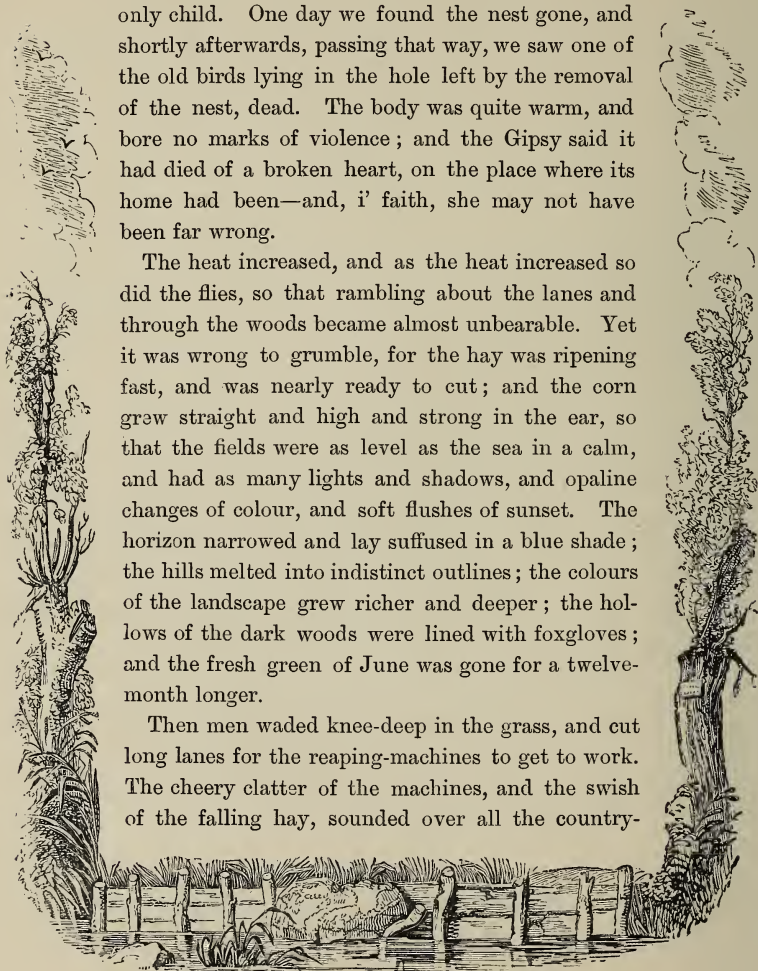 only child. One day we found the nest gone, and
shortly afterwards, passing that way, we saw one of
the old birds lying in the hole left by the removal
of the nest, dead. The body was quite warm, and
bore no marks of violence; and the Gipsy said it
had died of a broken heart, on the place where its
home had been—and, i' faith, she may not have
been far wrong.
The heat increased, and as the heat increased so
did the flies, so that rambling about the lanes and
through the woods became almost unbearable. Yet
it was wrong to grumble, for the hay was ripening
fast, and was nearly ready to cut; and the corn
grew straight and high and strong in the ear, so
that the fields were as level as the sea in a calm,
and had as many lights and shadows, and opaline
changes of colour, and soft flushes of sunset. The
horizon narrowed and lay suffused in a blue shade;
the hills melted into indistinct outlines; the colours
of the landscape grew richer and deeper; the hol-
lows of the dark woods were lined with foxgloves;
and the fresh green of June was gone for a twelve-
month longer.
Then men waded knee-deep in the grass, and cut
long lanes for the reaping-machines to get to work.
The cheery clatter of the machines, and the swish
of the falling hay, sounded over all the country-